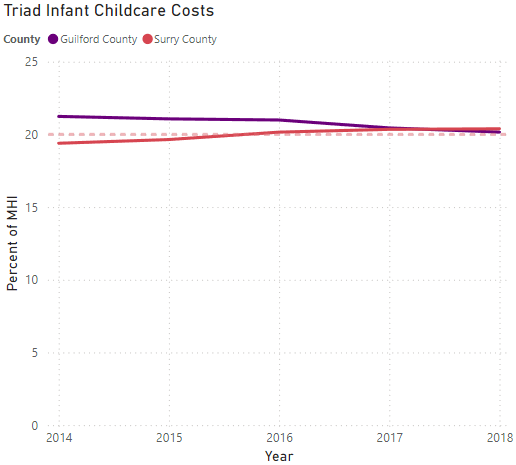 Triad Infant Childcare Costs
County Guilford County Surry County
25
20
15
10
5
0
Percent of MHI
2014 2015 2016 2017 2018
Year